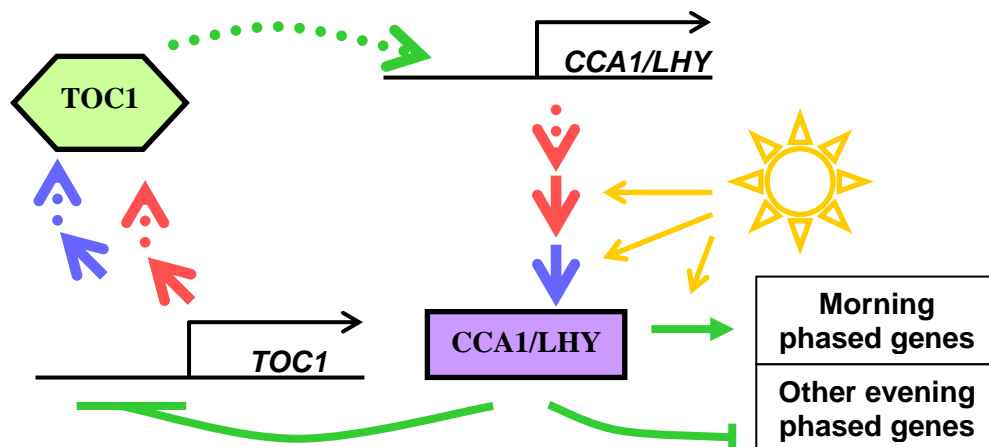 CCA1/LHY
TOC1
TOC1
CCA1/LHY
Morning
phased genes
Other evening
phased genes